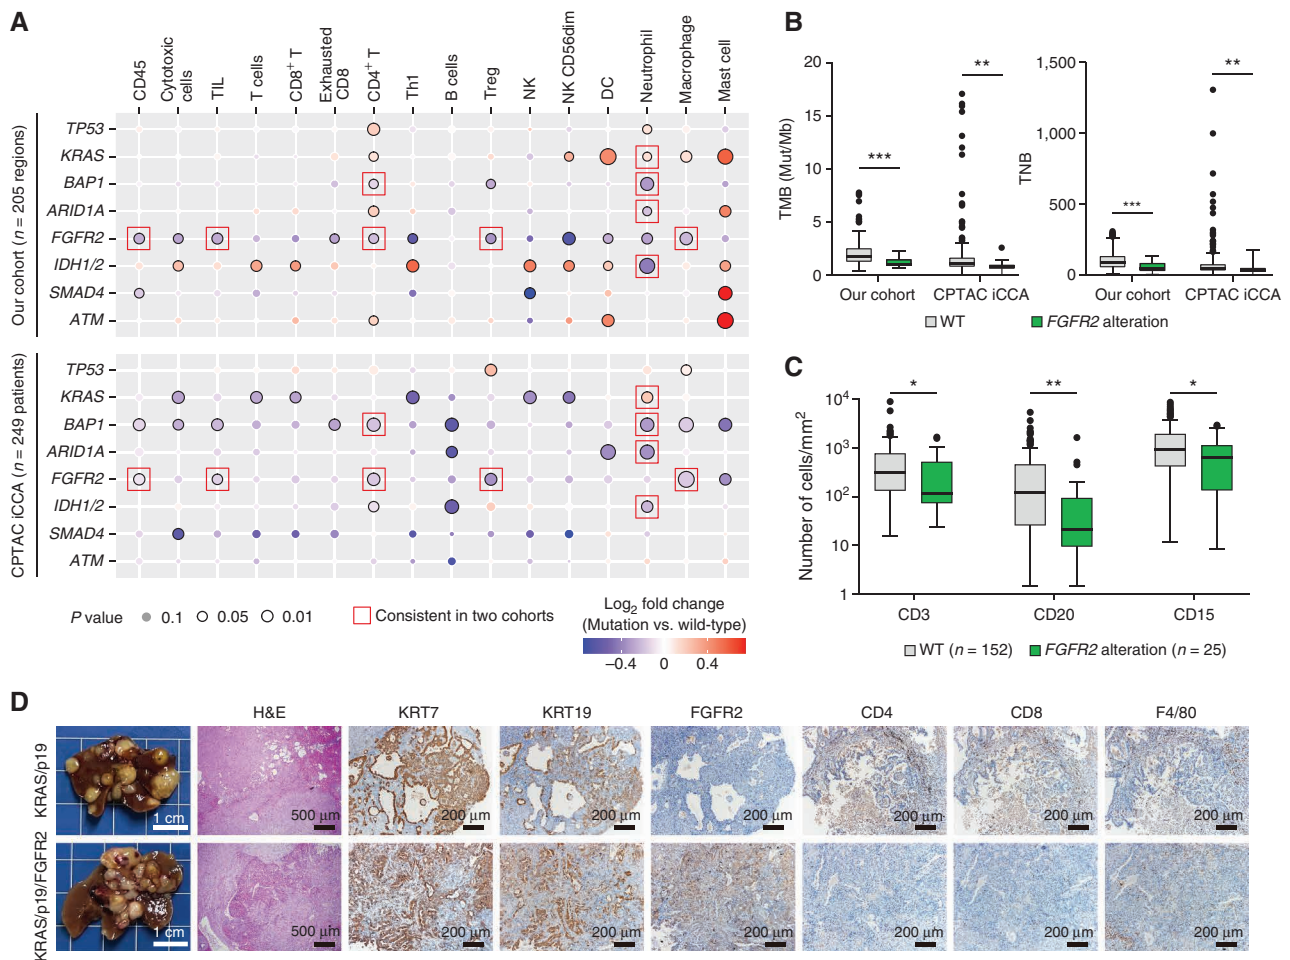 A
CD45
Cytotoxic cells
TIL
T cells
CD8+ T
Exhausted CD8
CD4+ T
Th1
B cells
Treg
NK
NK CD56dim
DC
Neutrophil
Macrophage
Mast cell
Our cohort (n = 205 regions)
TP53
KRAS
BAP1
ARID1A
FGFR2
IDH1/2
SMAD4
ATM
CPTAC iCCA (n = 249 patients)
TP53
KRAS
BAP1
ARID1A
FGFR2
IDH1/2
SMAD4
ATM
P value
0.1
0.05
0.01
Consistent in two cohorts
Log2 fold change
(Mutation vs. wild-type)
−0.4
0
0.4
B
TMB (Mut/Mb)
20
15
10
5
0
***
**
Our cohort
CPTAC iCCA
TNB
1,500
1,000
500
0
***
**
Our cohort
CPTAC iCCA
WT
FGFR2 alteration
C
Number of cells/mm2
10^4
10^3
10^2
10
1
*
**
*
CD3
CD20
CD15
WT (n = 152)
FGFR2 alteration (n = 25)
D
H&E
KRT7
KRT19
FGFR2
CD4
CD8
F4/80
KRAS/p19
1 cm
500 μm
200 μm
200 μm
200 μm
200 μm
200 μm
200 μm
KRAS/p19/FGFR2
1 cm
500 μm
200 μm
200 μm
200 μm
200 μm
200 μm
200 μm